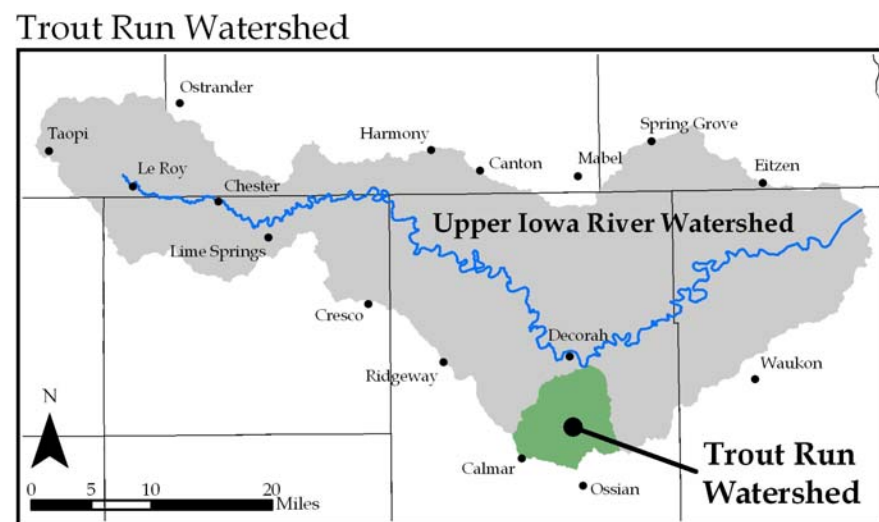 Trout Run Watershed
Ostrander
Taopi
Harmony
Spring Grove
Le Roy
Canton
Mabel
Eitzen
Chester
Upper Iowa River Watershed
Lime Springs
Cresco
Decorah
Ridgeway
Waukon
N
Calmar
Trout Run
Watershed
Ossian
0 5 10 20
Miles